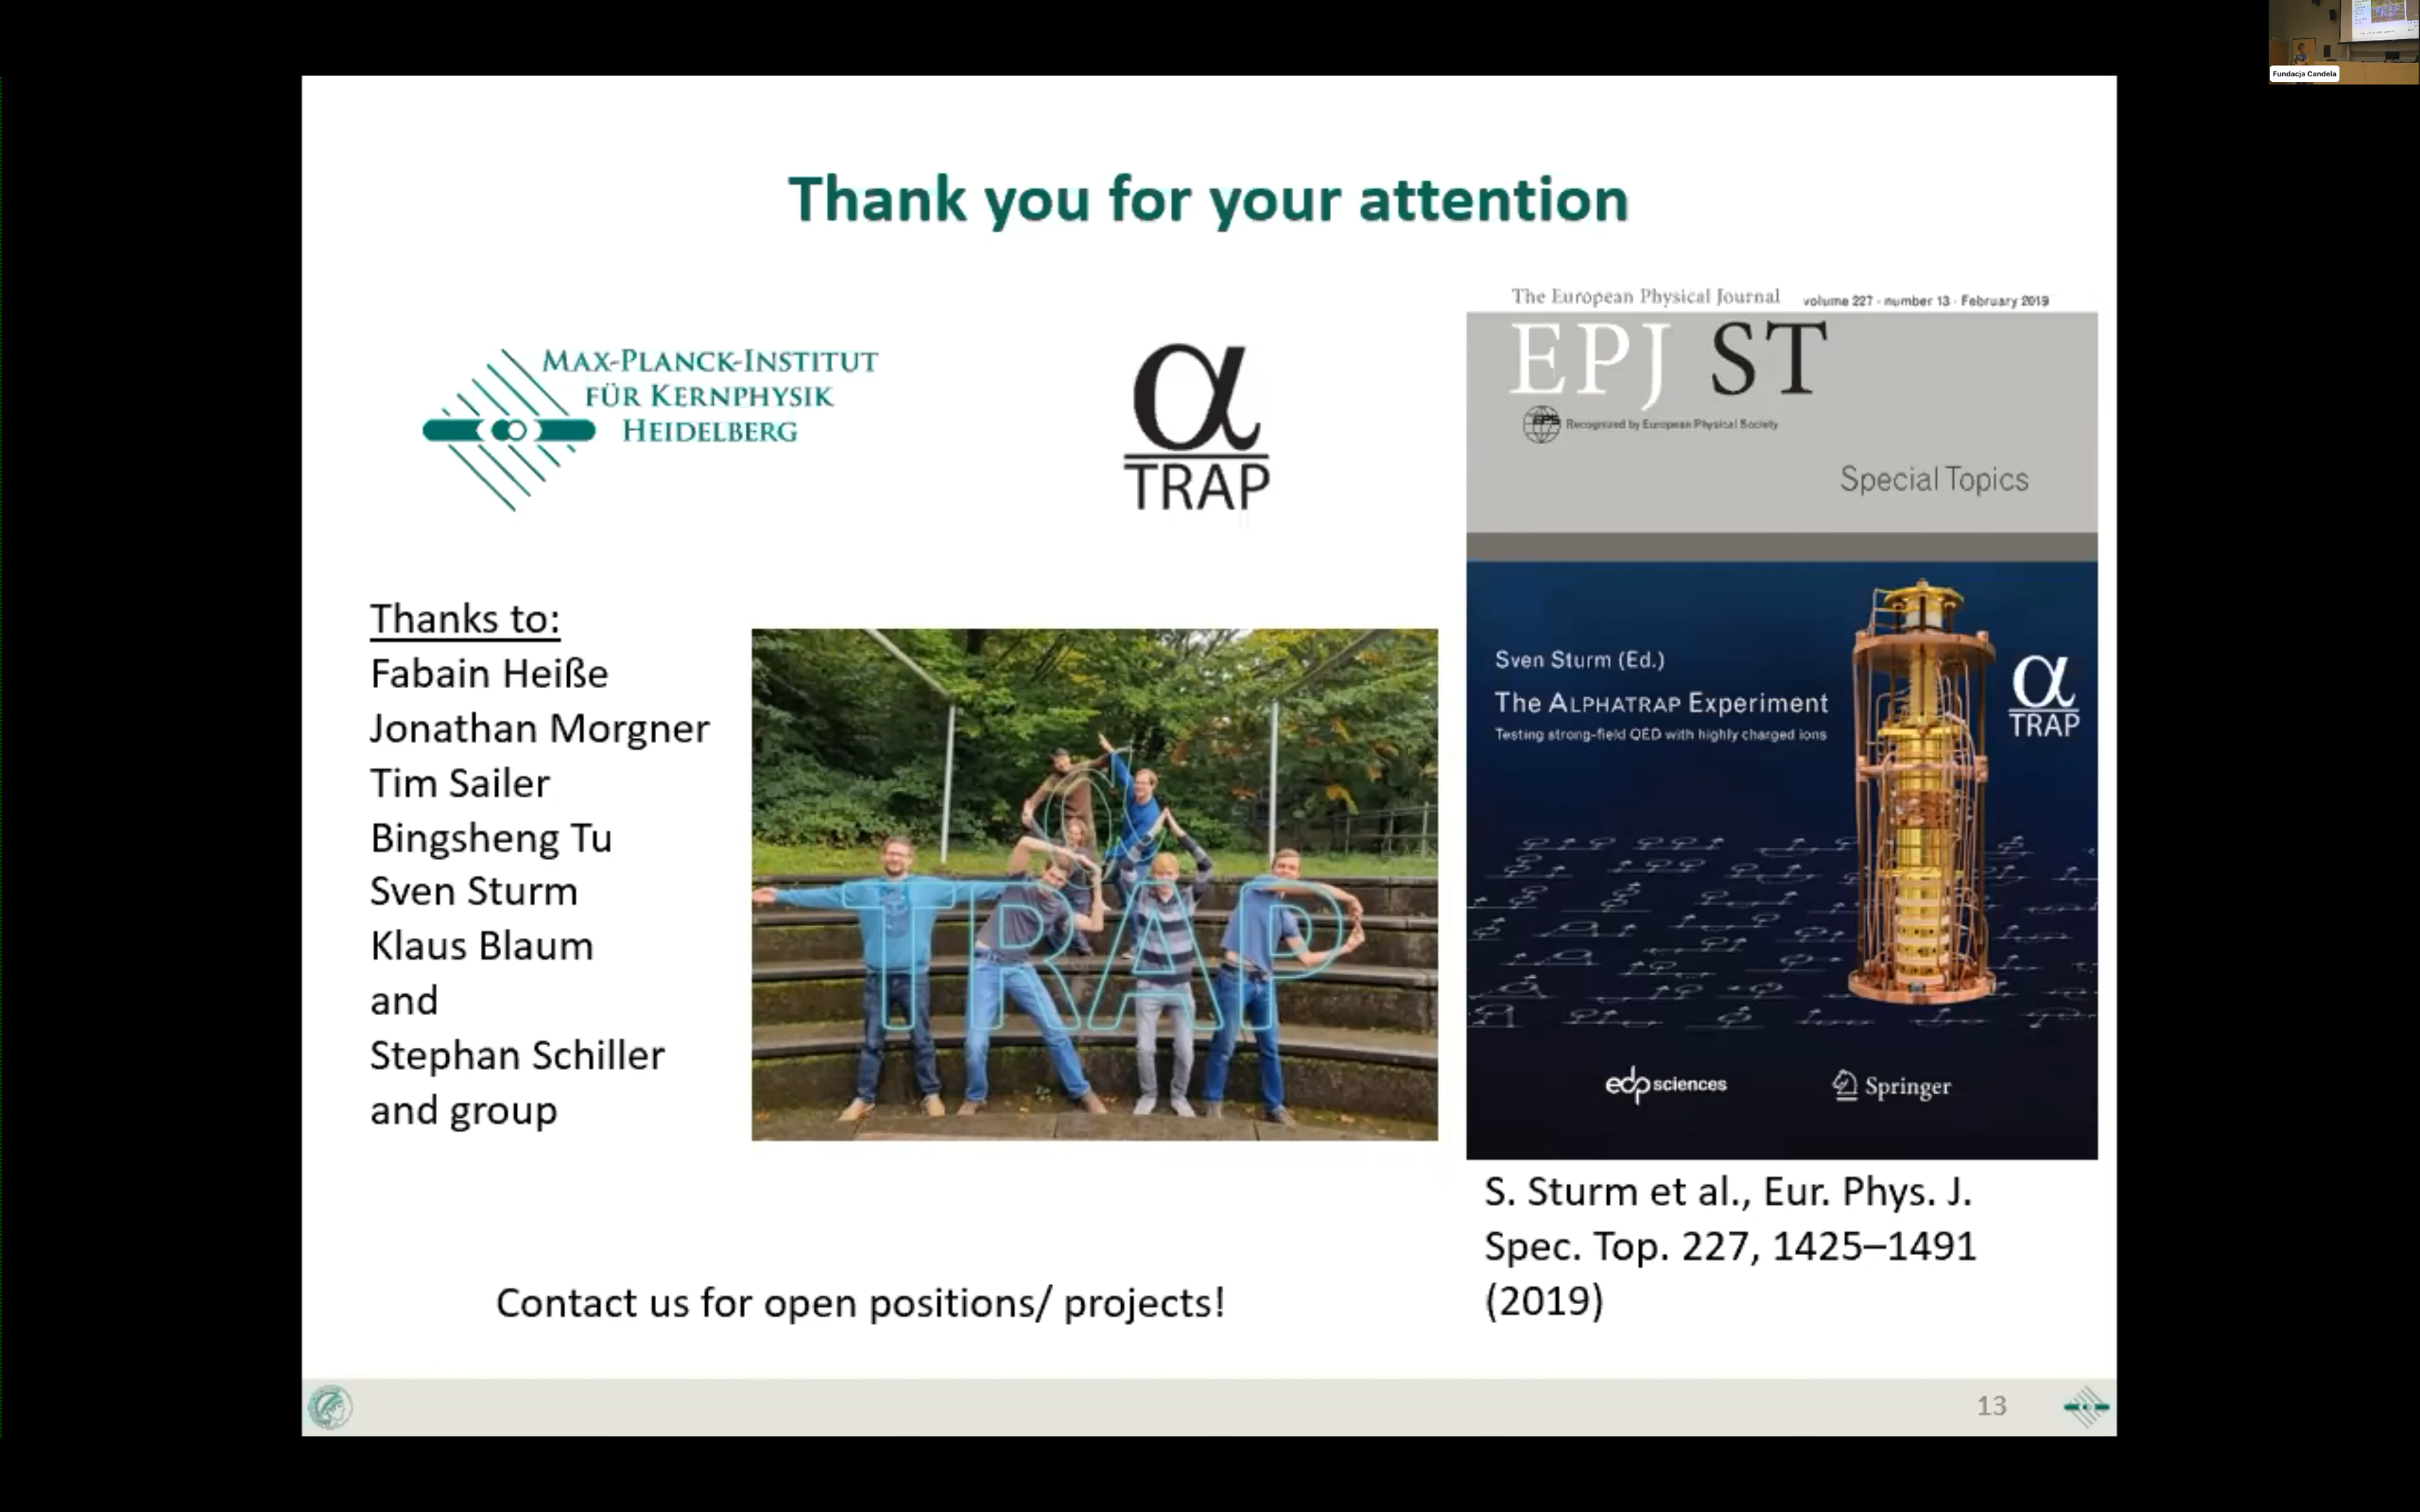 Fundacja Candela
Thank you for your attention
MAX-PLANCK-INSTITUT
FÜR KERNPHYSIK
HEIDELBERG
α
TRAP
The European Physical Journal
volume 227 · number 13 · February 2019
EPJ ST
EPS Recognized by European Physical Society
Special Topics
Sven Sturm (Ed.)
The ALPHATRAP Experiment
Testing strong-field QED with highly charged ions
α
TRAP
edp sciences
Springer
Thanks to:
Fabain Heiße
Jonathan Morgner
Tim Sailer
Bingsheng Tu
Sven Sturm
Klaus Blaum
and
Stephan Schiller
and group
α
TRAP
S. Sturm et al., Eur. Phys. J.
Spec. Top. 227, 1425–1491
(2019)
Contact us for open positions/ projects!
13